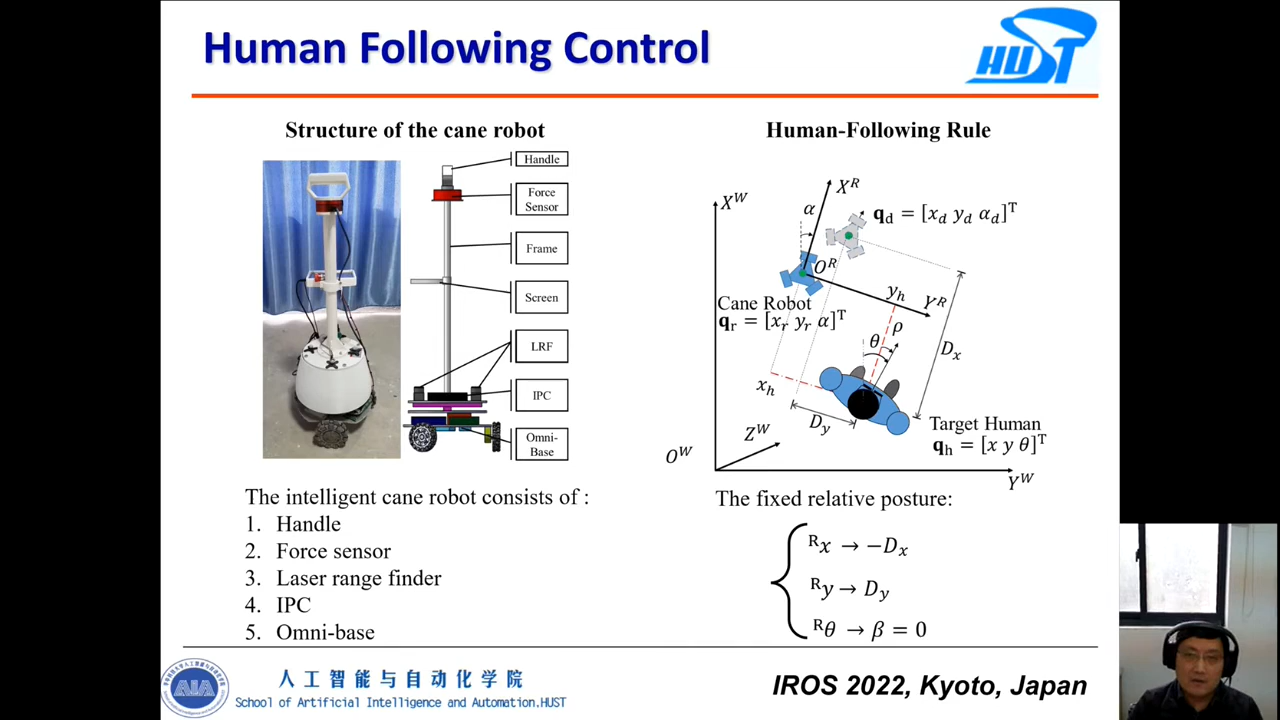 Human Following Control
HUST
Structure of the cane robot
Handle
Force
Sensor
Frame
Screen
LRF
IPC
Omni-
Base
The intelligent cane robot consists of :
1. Handle
2. Force sensor
3. Laser range finder
4. IPC
5. Omni-base
Human-Following Rule
X^W
α
X^R
q_d = [x_d y_d α_d]^T
O^R
Cane Robot
q_r = [x_r y_r α]^T
y_h
Y^R
θ
ρ
D_x
x_h
D_y
Z^W
Target Human
q_h = [x y θ]^T
O^W
Y^W
The fixed relative posture:
^R x → −D_x
^R y → D_y
^R θ → β = 0
AIA
人工智能与自动化学院
School of Artificial Intelligence and Automation.HUST
IROS 2022, Kyoto, Japan